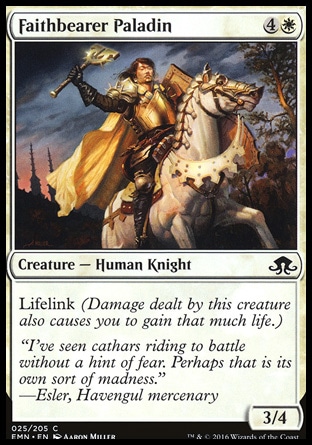 Faithbearer Paladin 4
Creature — Human Knight
Lifelink (Damage dealt by this creature
also causes you to gain that much life.)
“I’ve seen cathars riding to battle
without a hint of fear. Perhaps that is its
own sort of madness.”
—Esler, Havengul mercenary
3/4
025/205 C
EMN • EN Aaron Miller
™ & © 2016 Wizards of the Coast